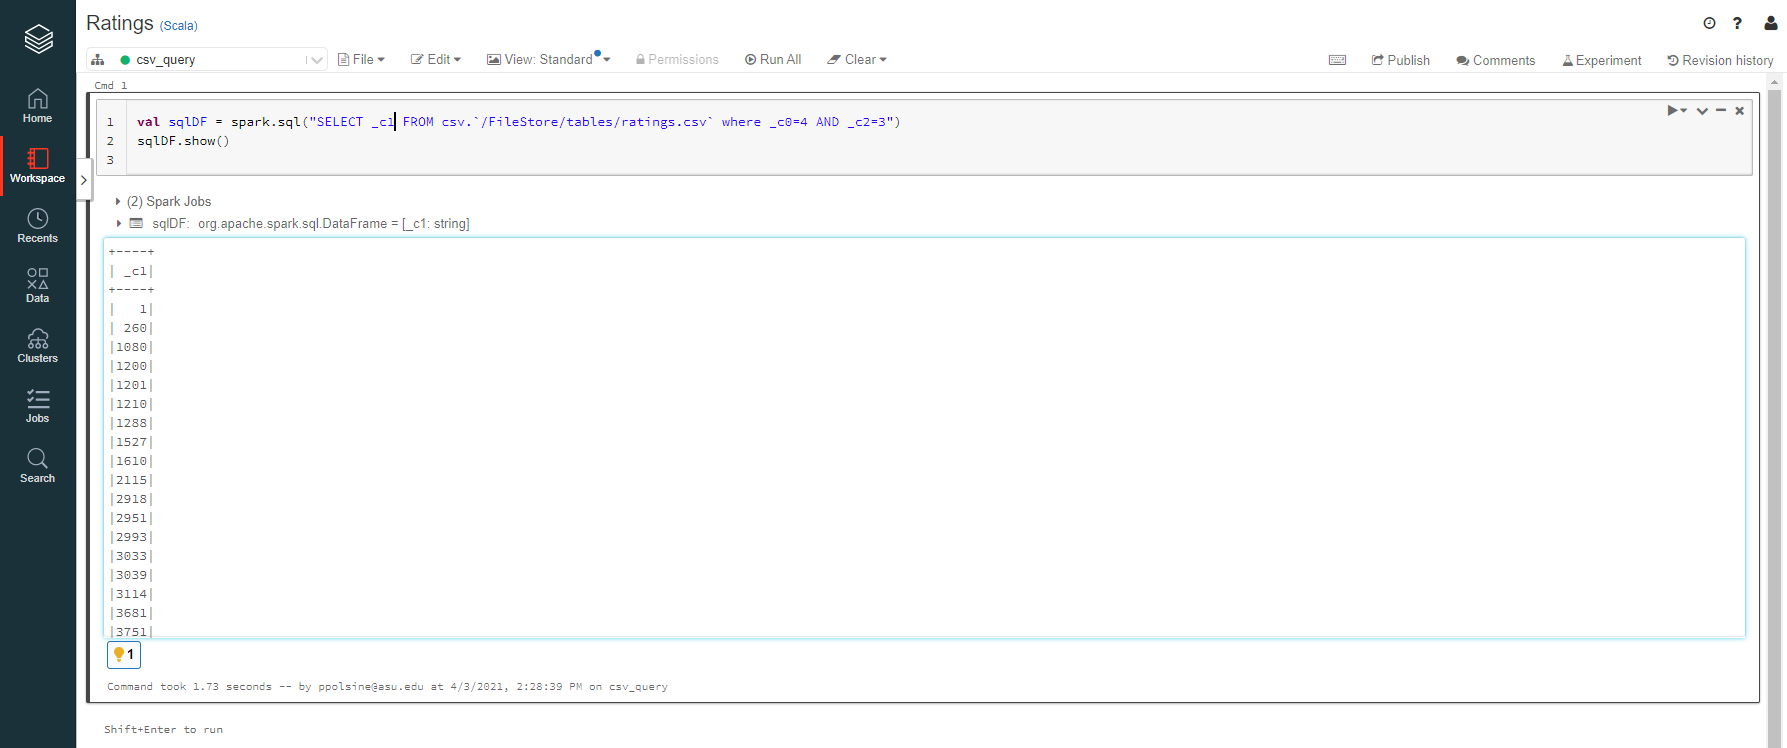 Ratings (Scala)
csv_query
File
Edit
View: Standard
Permissions
Run All
Clear
Publish
Comments
Experiment
Revision history
Home
Workspace
Recents
Data
Clusters
Jobs
Search
Cmd 1
1 val sqlDF = spark.sql("SELECT _c1 FROM csv.`/FileStore/tables/ratings.csv` where _c0=4 AND _c2=3")
2 sqlDF.show()
3
(2) Spark Jobs
sqlDF: org.apache.spark.sql.DataFrame = [_c1: string]
+----+
| _c1|
+----+
|   1|
| 260|
|1080|
|1200|
|1201|
|1210|
|1288|
|1527|
|1610|
|2115|
|2918|
|2951|
|2993|
|3033|
|3039|
|3114|
|3681|
|3751|
1
Command took 1.73 seconds -- by ppolsine@asu.edu at 4/3/2021, 2:28:39 PM on csv_query
Shift+Enter to run